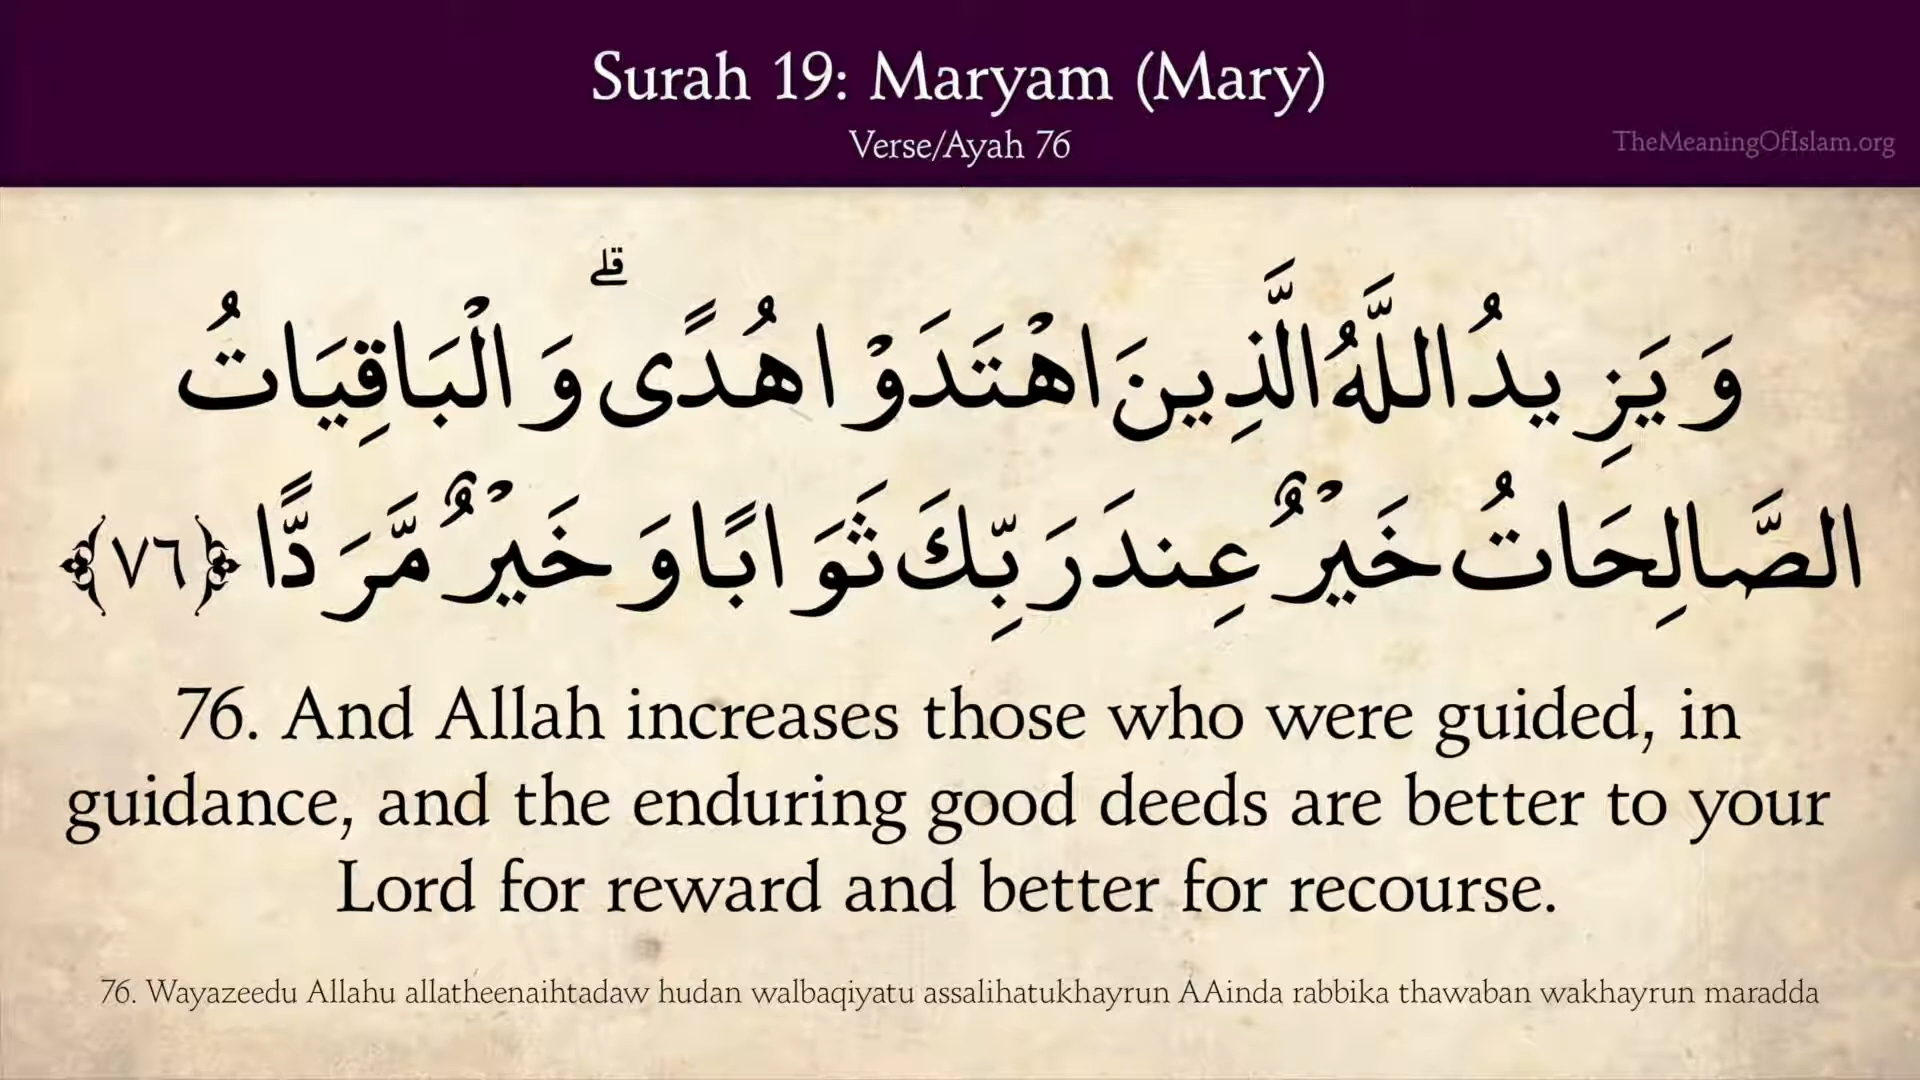 Surah 19: Maryam (Mary)
Verse/Ayah 76
TheMeaningOfIslam.org
وَيَزِيدُ اللَّهُ الَّذِينَ اهْتَدَوْا هُدًى ۗ وَالْبَاقِيَاتُ
الصَّالِحَاتُ خَيْرٌ عِندَ رَبِّكَ ثَوَابًا وَخَيْرٌ مَّرَدًّا ﴿٧٦﴾
76. And Allah increases those who were guided, in
guidance, and the enduring good deeds are better to your
Lord for reward and better for recourse.
76. Wayazeedu Allahu allatheenaihtadaw hudan walbaqiyatu assalihatukhayrun AAinda rabbika thawaban wakhayrun maradda